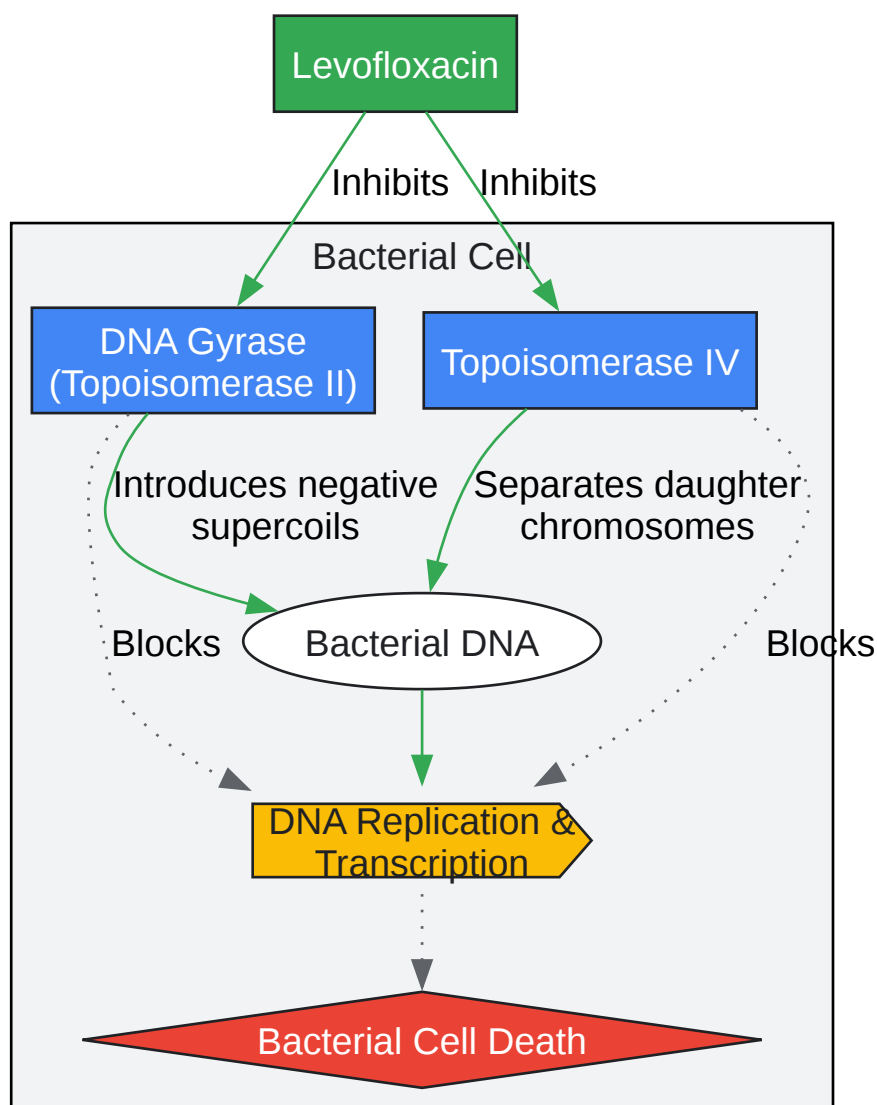 Levofloxacin
Inhibits
Inhibits
Bacterial Cell
DNA Gyrase
(Topoisomerase II)
Topoisomerase IV
Introduces negative
supercoils
Separates daughter
chromosomes
Blocks
Bacterial DNA
Blocks
DNA Replication &
Transcription
Bacterial Cell Death